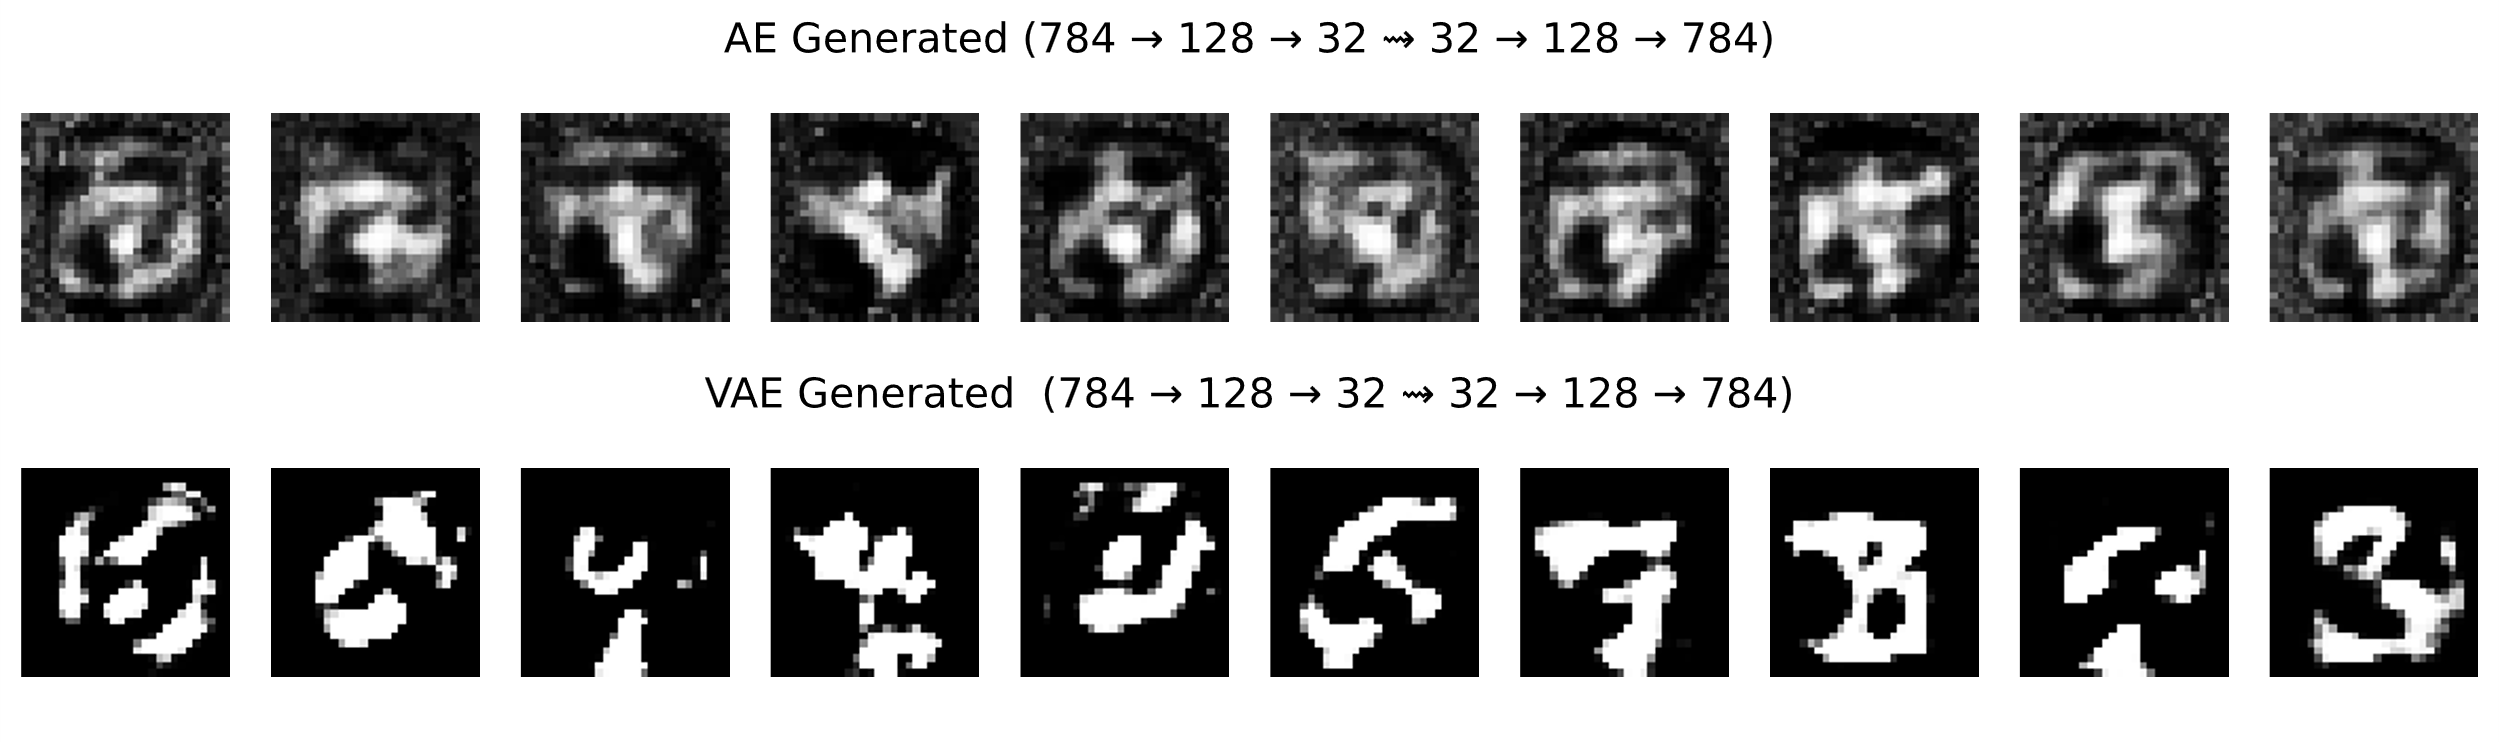 AE Generated (784 → 128 → 32 ⇝ 32 → 128 → 784)
VAE Generated  (784 → 128 → 32 ⇝ 32 → 128 → 784)